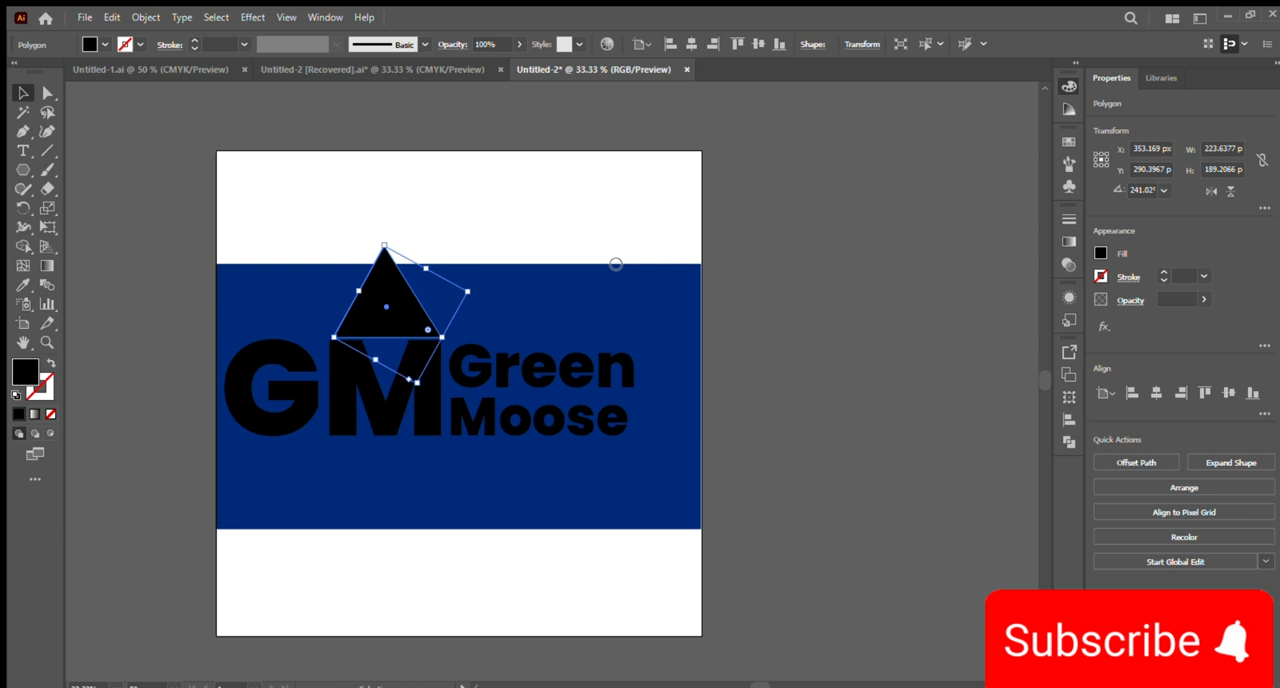 Ai File Edit Object Type Select Effect View Window Help
Polygon Stroke: Basic Opacity: 100% Style: Shape: Transform
Untitled-1.ai @ 50 % (CMYK/Preview) × Untitled-2 [Recovered].ai* @ 33.33 % (CMYK/Preview) × Untitled-2* @ 33.33 % (RGB/Preview) ×
Properties Libraries
Polygon
Transform
X: 353.169 px W: 223.6377 p
Y: 290.3967 p H: 189.2066 p
241.02°
Appearance
Fill
Stroke
Opacity
fx.
Align
Quick Actions
Offset Path Expand Shape
Arrange
Align to Pixel Grid
Recolor
Start Global Edit
GM Green
Moose
Subscribe